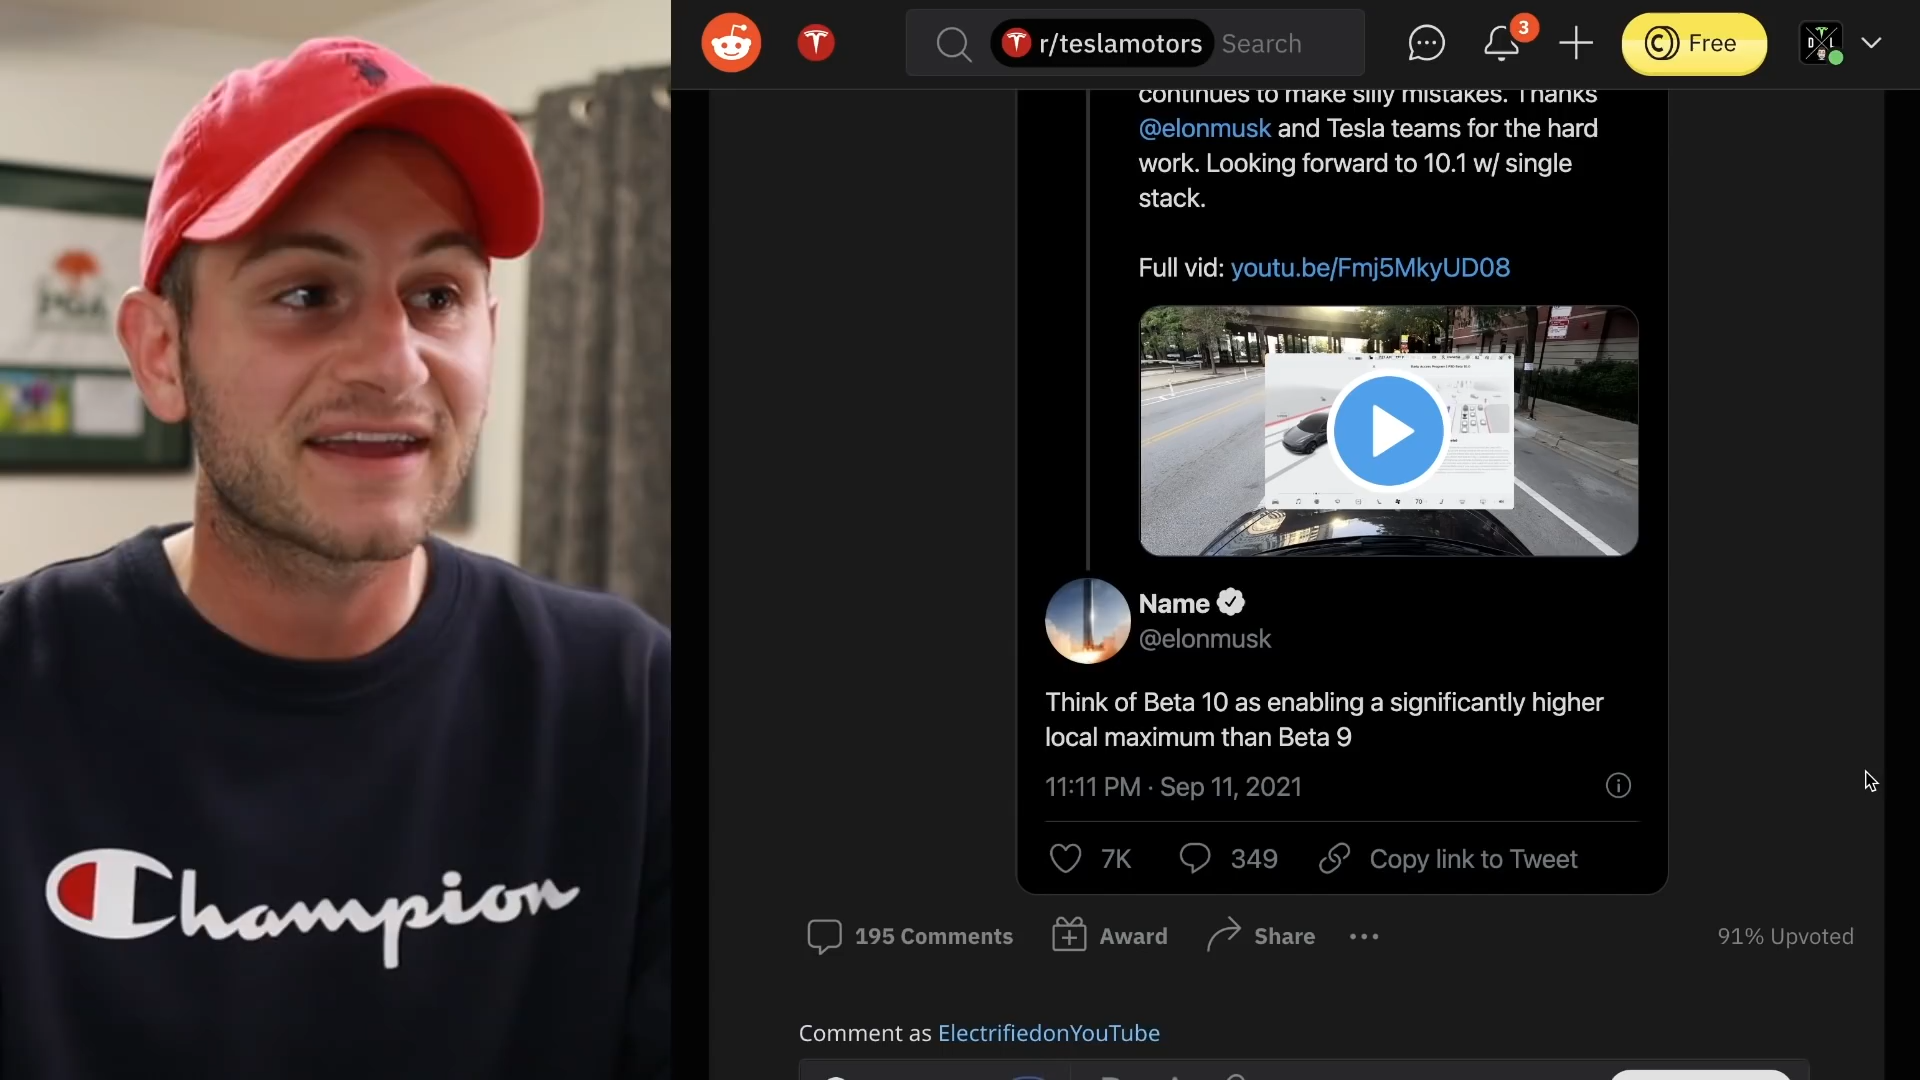 r/teslamotors Search
3
Free
continues to make silly mistakes. Thanks
@elonmusk and Tesla teams for the hard
work. Looking forward to 10.1 w/ single
stack.
Full vid: youtu.be/Fmj5MkyUD08
PGA
Name
@elonmusk
Think of Beta 10 as enabling a significantly higher
local maximum than Beta 9
11:11 PM · Sep 11, 2021
7K
349
Copy link to Tweet
Champion
195 Comments
Award
Share
91% Upvoted
Comment as ElectrifiedonYouTube